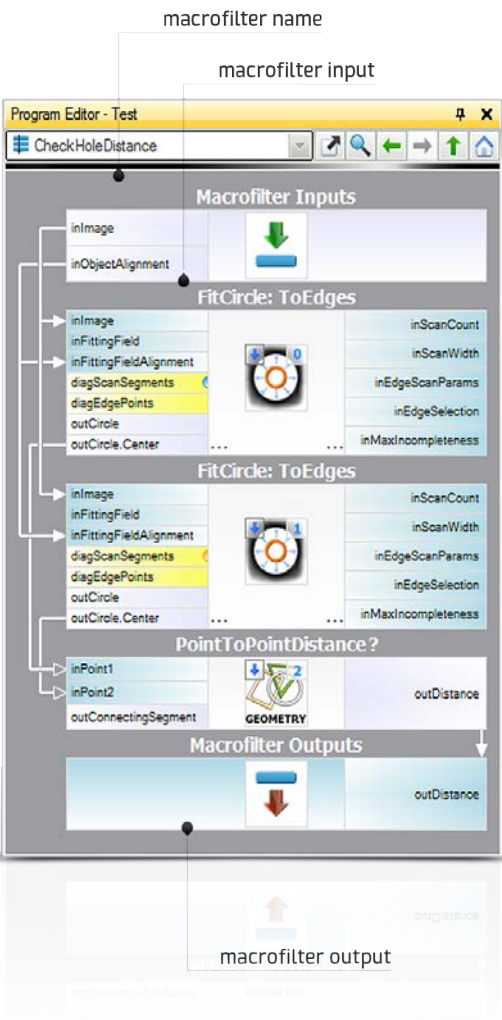 macrofilter name
macrofilter input
Program Editor - Test
CheckHoleDistance
Macrofilter Inputs
inImage
inObjectAlignment
FitCircle: ToEdges
inImage
inFittingField
inFittingFieldAlignment
diagScanSegments
diagEdgePoints
outCircle
outCircle.Center
0
...
...
inScanCount
inScanWidth
inEdgeScanParams
inEdgeSelection
inMaxIncompleteness
FitCircle: ToEdges
inImage
inFittingField
inFittingFieldAlignment
diagScanSegments
diagEdgePoints
outCircle
outCircle.Center
1
...
...
inScanCount
inScanWidth
inEdgeScanParams
inEdgeSelection
inMaxIncompleteness
PointToPointDistance?
inPoint1
inPoint2
outConnectingSegment
2
GEOMETRY
outDistance
Macrofilter Outputs
outDistance
macrofilter output